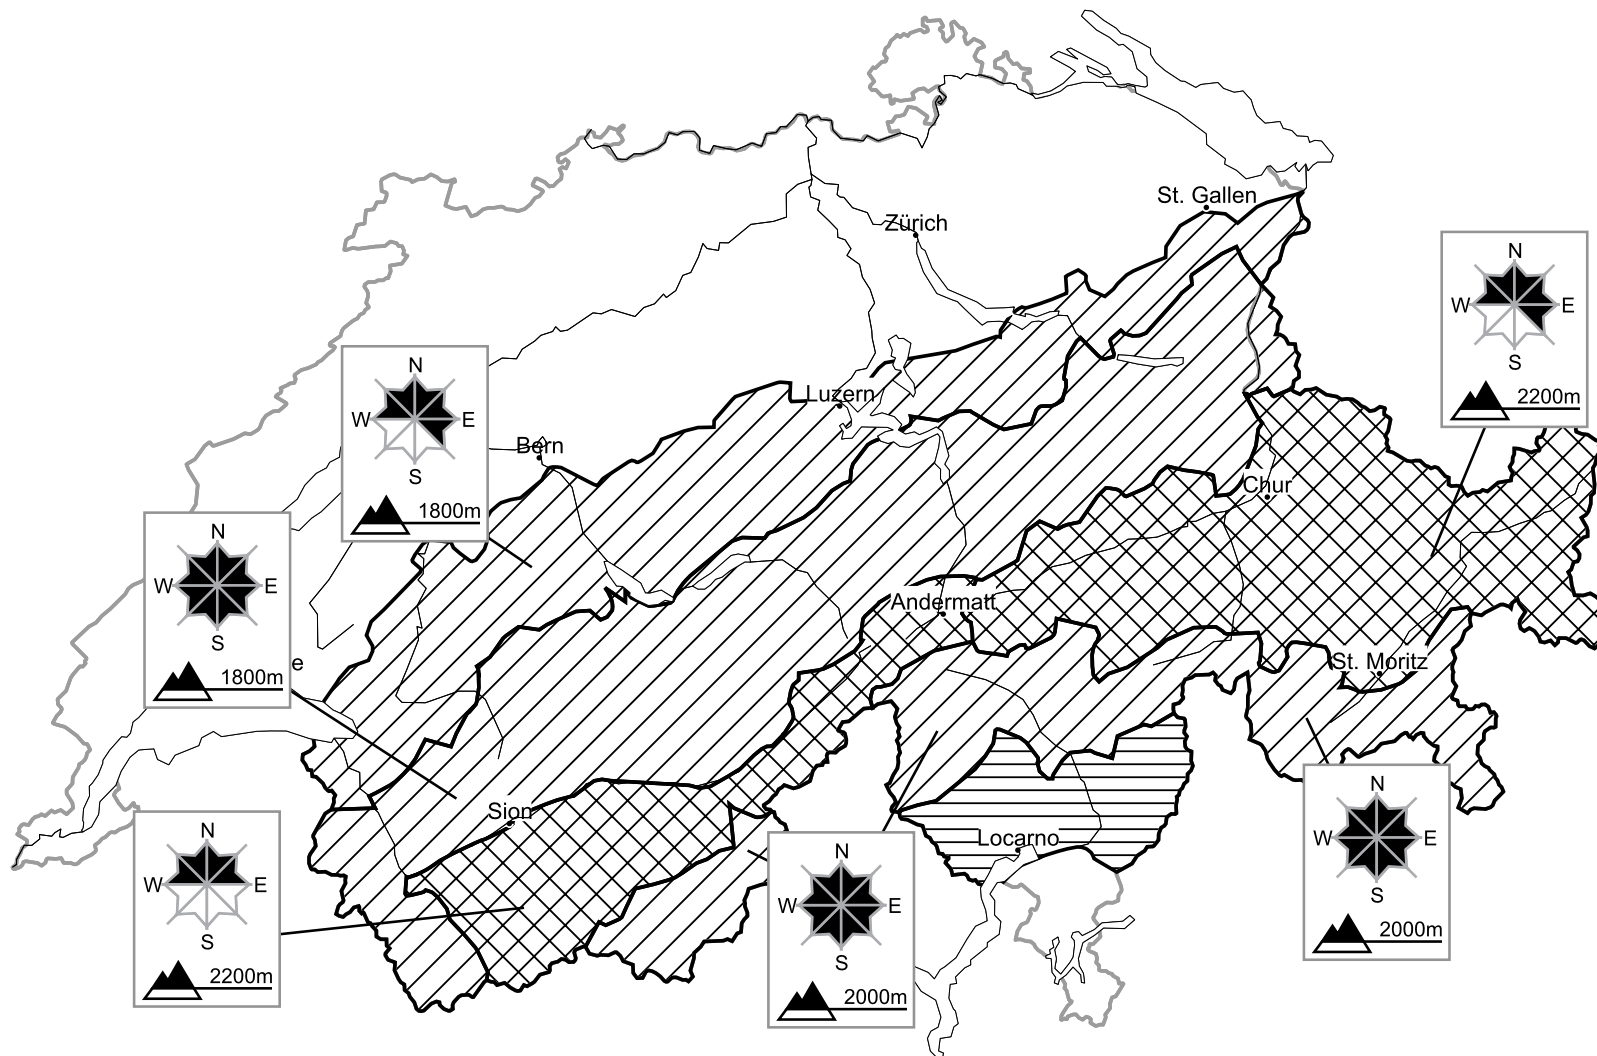 St. Gallen
Zürich
Luzern
Bern
Chur
Andermatt
St. Moritz
Sion
Locarno
e
N
W E
S
2200m
N
W E
S
1800m
N
W E
S
1800m
N
W E
S
2200m
N
W E
S
2000m
N
W E
S
2000m